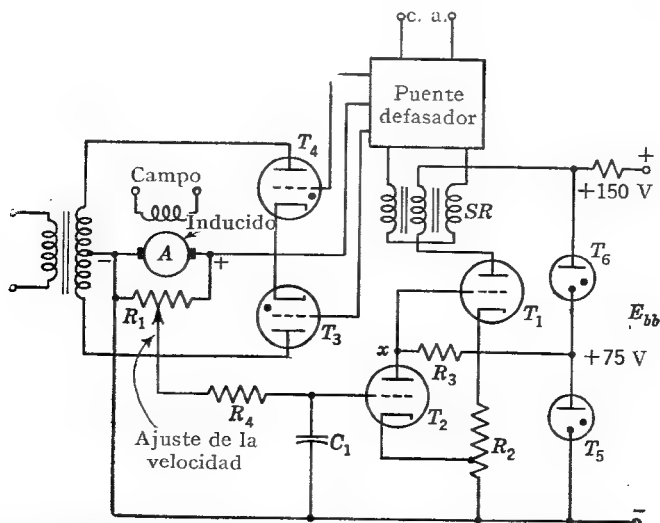 c. a.
Puente
defasador
T4
Campo
Inducido
A
−
+
SR
+
+150 V
T6
R1
T3
T1
Ebb
x
R3
+75 V
R4
T2
Ajuste de la
velocidad
C1
R2
T5
−